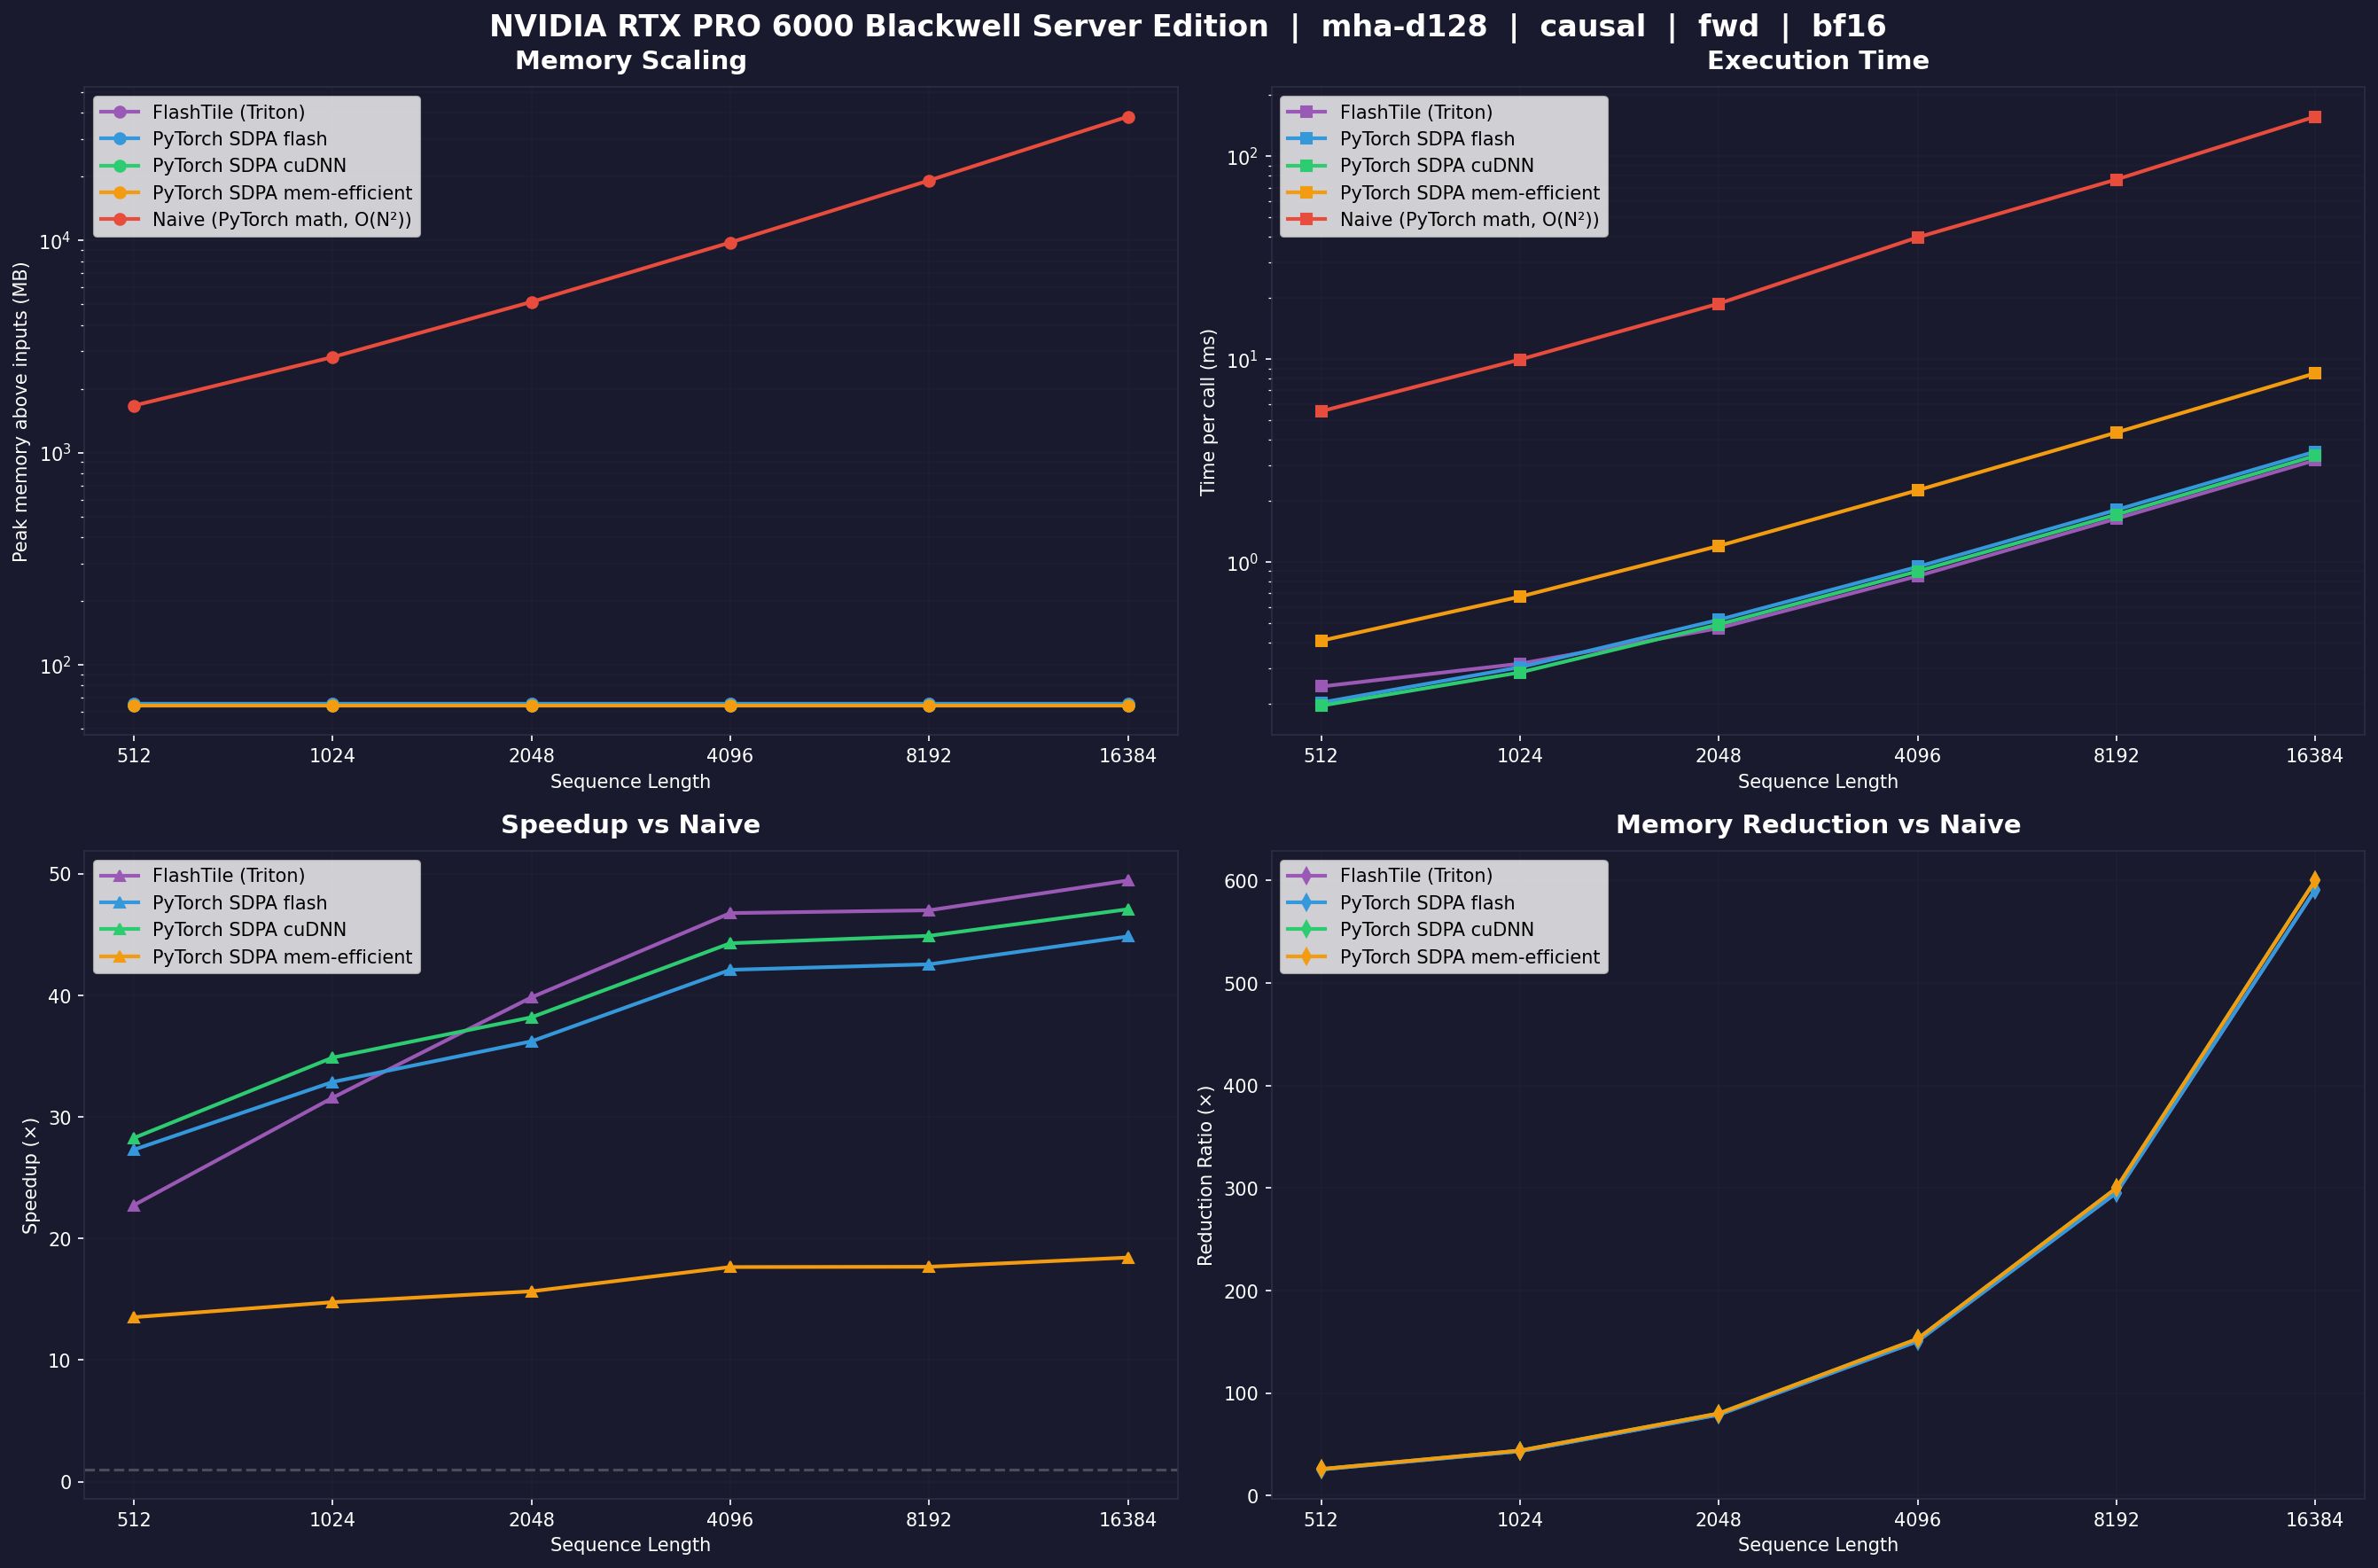 NVIDIA RTX PRO 6000 Blackwell Server Edition | mha-d128 | causal | fwd | bf16
Memory Scaling
FlashTile (Triton)
PyTorch SDPA flash
PyTorch SDPA cuDNN
PyTorch SDPA mem-efficient
Naive (PyTorch math, O(N²))
Peak memory above inputs (MB)
10⁴
10³
10²
512 1024 2048 4096 8192 16384
Sequence Length
Execution Time
FlashTile (Triton)
PyTorch SDPA flash
PyTorch SDPA cuDNN
PyTorch SDPA mem-efficient
Naive (PyTorch math, O(N²))
Time per call (ms)
10²
10¹
10⁰
512 1024 2048 4096 8192 16384
Sequence Length
Speedup vs Naive
FlashTile (Triton)
PyTorch SDPA flash
PyTorch SDPA cuDNN
PyTorch SDPA mem-efficient
Speedup (×)
50
40
30
20
10
0
512 1024 2048 4096 8192 16384
Sequence Length
Memory Reduction vs Naive
FlashTile (Triton)
PyTorch SDPA flash
PyTorch SDPA cuDNN
PyTorch SDPA mem-efficient
Reduction Ratio (×)
600
500
400
300
200
100
0
512 1024 2048 4096 8192 16384
Sequence Length